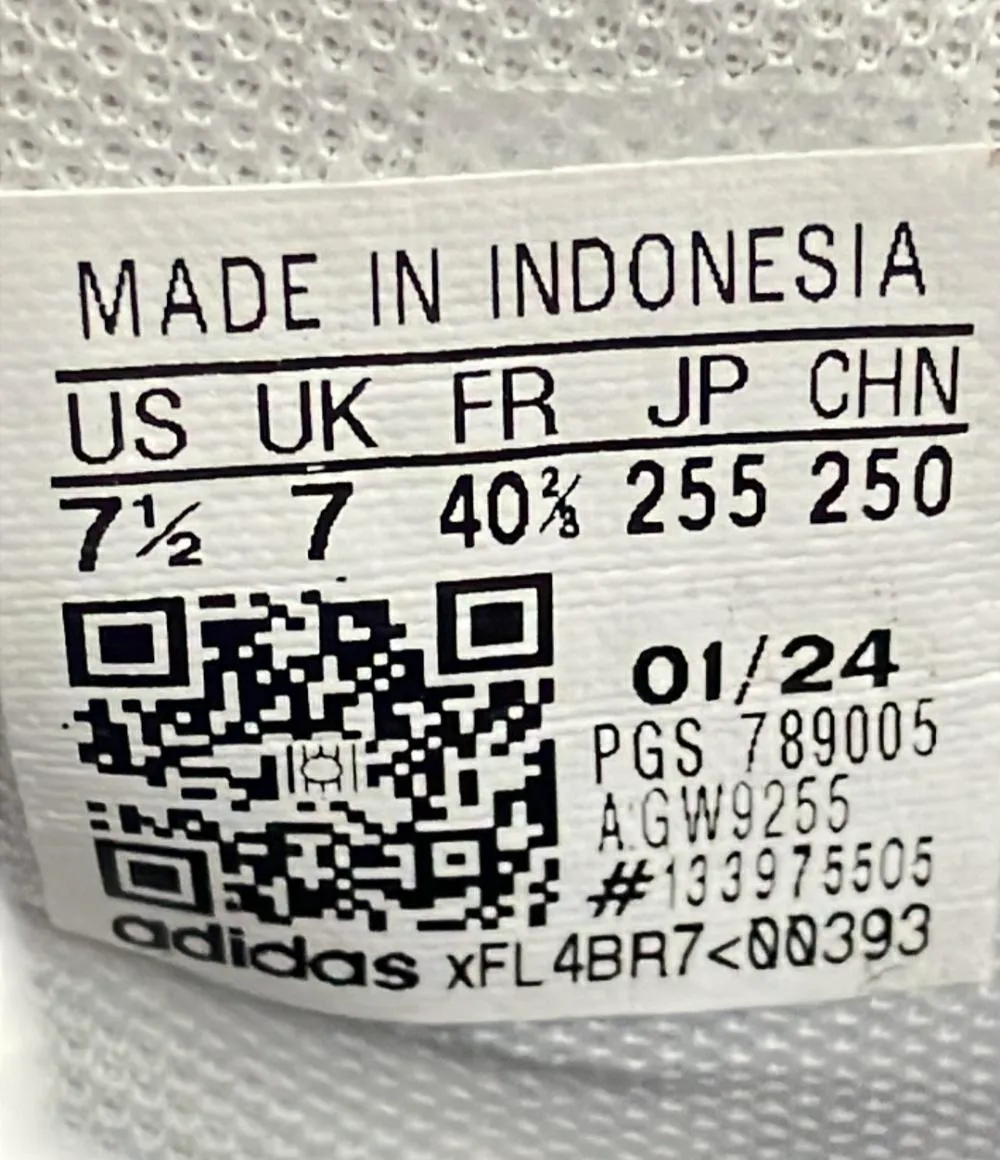 MADE IN INDONESIA
US UK FR JP CHN
7½ 7 40⅔ 255 250
01/24
PGS 789005
A:GW9255
#133975505
adidas xFL4BR7<00393